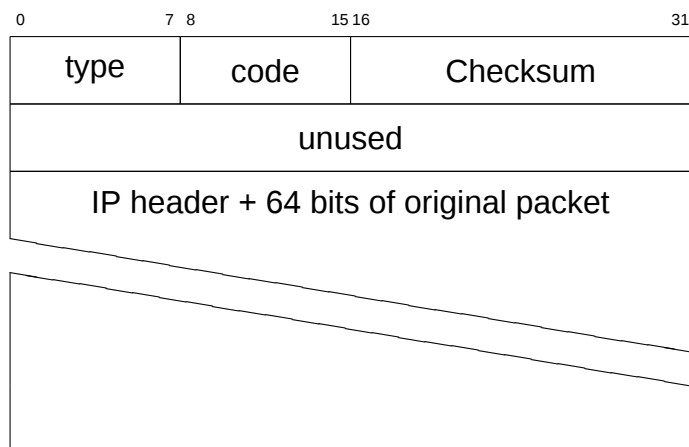 0 7 8 15 16 31
type code Checksum
unused
IP header + 64 bits of original packet